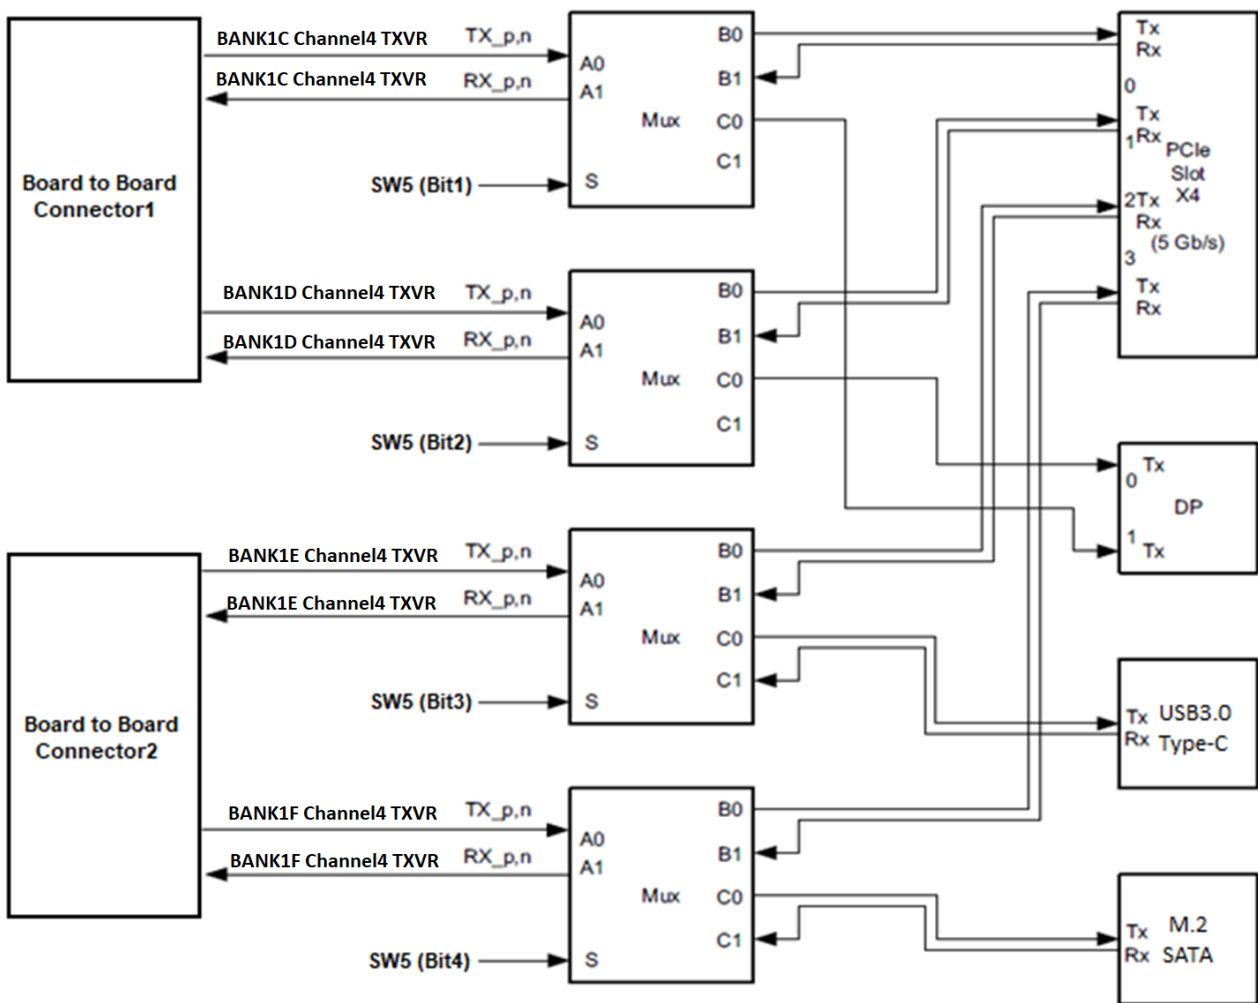 Board to Board
Connector1
BANK1C Channel4 TXVR
TX_p,n
BANK1C Channel4 TXVR
RX_p,n
SW5 (Bit1)
A0
A1
Mux
S
B0
B1
C0
C1
BANK1D Channel4 TXVR
TX_p,n
BANK1D Channel4 TXVR
RX_p,n
SW5 (Bit2)
A0
A1
Mux
S
B0
B1
C0
C1
Board to Board
Connector2
BANK1E Channel4 TXVR
TX_p,n
BANK1E Channel4 TXVR
RX_p,n
SW5 (Bit3)
A0
A1
Mux
S
B0
B1
C0
C1
BANK1F Channel4 TXVR
TX_p,n
BANK1F Channel4 TXVR
RX_p,n
SW5 (Bit4)
A0
A1
Mux
S
B0
B1
C0
C1
Tx
Rx
0
Tx
1 Rx
PCIe
Slot
X4
2Tx
Rx
(5 Gb/s)
3
Tx
Rx
Tx
0
DP
1
Tx
Tx USB3.0
Rx Type-C
Tx M.2
Rx SATA